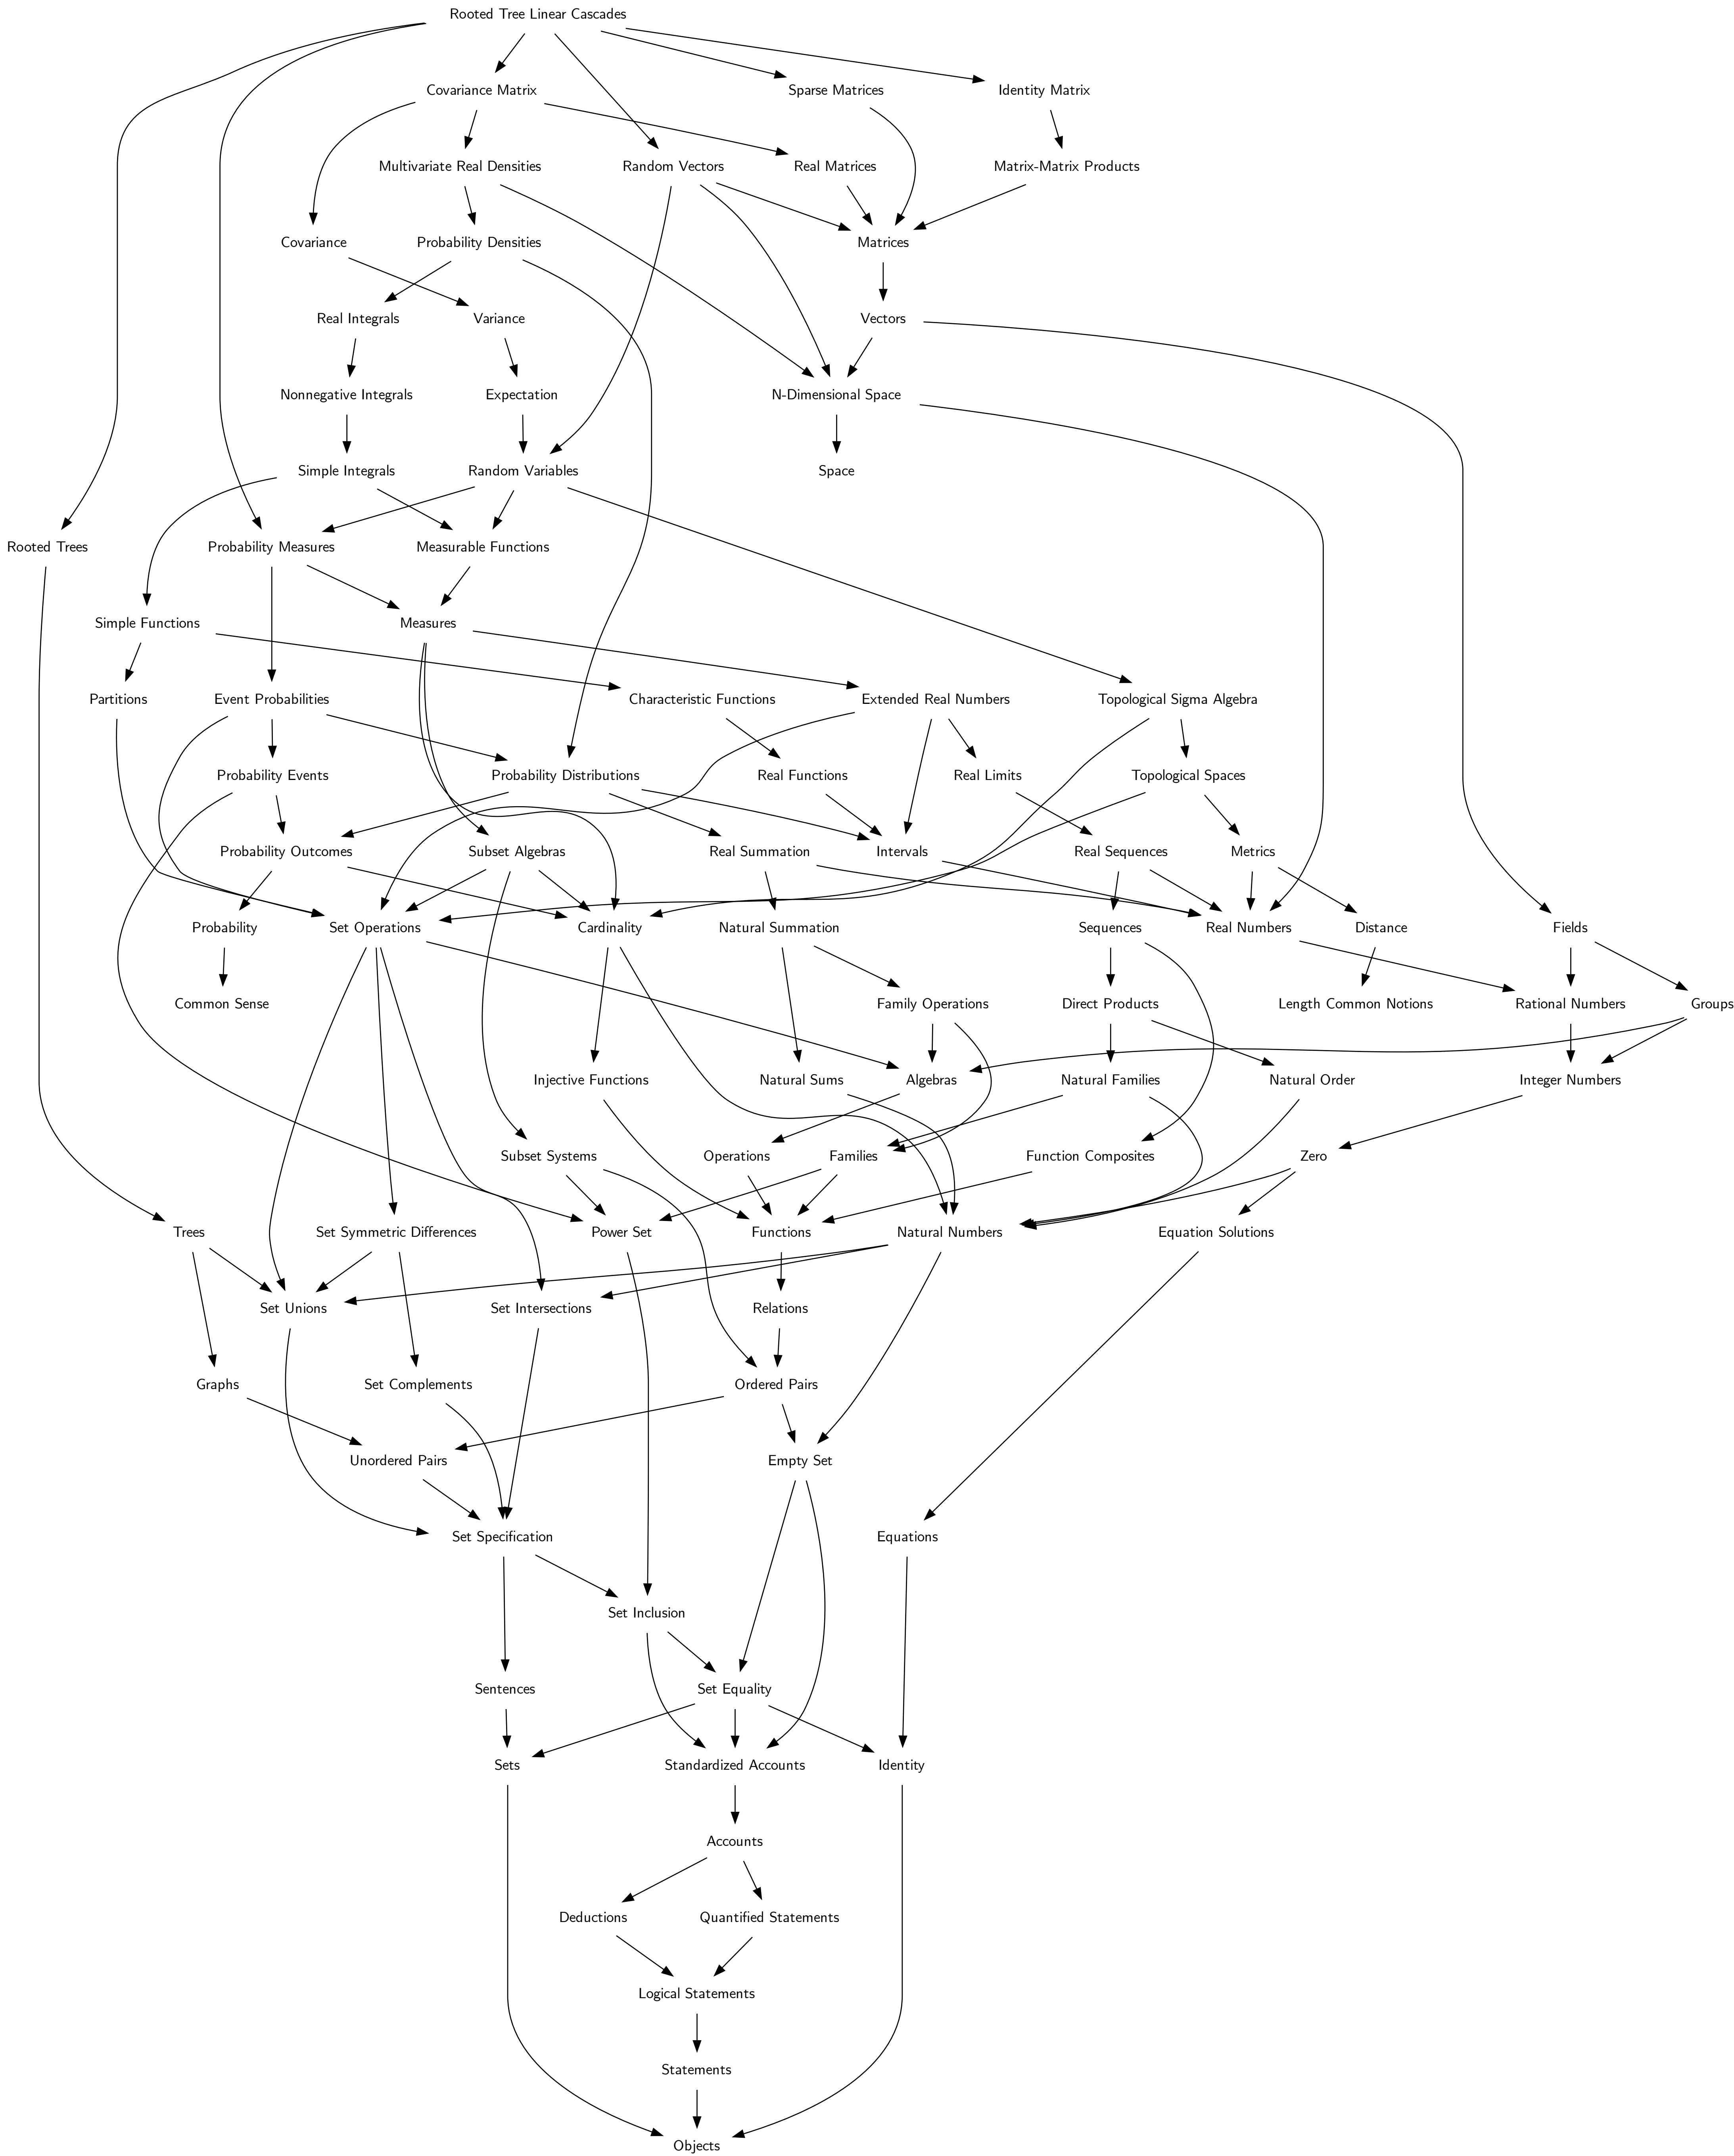 Rooted Tree Linear Cascades
Covariance Matrix
Sparse Matrices
Identity Matrix
Multivariate Real Densities
Random Vectors
Real Matrices
Matrix-Matrix Products
Covariance
Probability Densities
Matrices
Real Integrals
Variance
Vectors
Nonnegative Integrals
Expectation
N-Dimensional Space
Simple Integrals
Random Variables
Space
Rooted Trees
Probability Measures
Measurable Functions
Simple Functions
Measures
Partitions
Event Probabilities
Characteristic Functions
Extended Real Numbers
Topological Sigma Algebra
Probability Events
Probability Distributions
Real Functions
Real Limits
Topological Spaces
Probability Outcomes
Subset Algebras
Real Summation
Intervals
Real Sequences
Metrics
Probability
Set Operations
Cardinality
Natural Summation
Sequences
Real Numbers
Distance
Fields
Common Sense
Family Operations
Direct Products
Length Common Notions
Rational Numbers
Groups
Injective Functions
Natural Sums
Algebras
Natural Families
Natural Order
Integer Numbers
Subset Systems
Operations
Families
Function Composites
Zero
Trees
Set Symmetric Differences
Power Set
Functions
Natural Numbers
Equation Solutions
Set Unions
Set Intersections
Relations
Graphs
Set Complements
Ordered Pairs
Unordered Pairs
Empty Set
Set Specification
Equations
Set Inclusion
Sentences
Set Equality
Sets
Standardized Accounts
Identity
Accounts
Deductions
Quantified Statements
Logical Statements
Statements
Objects